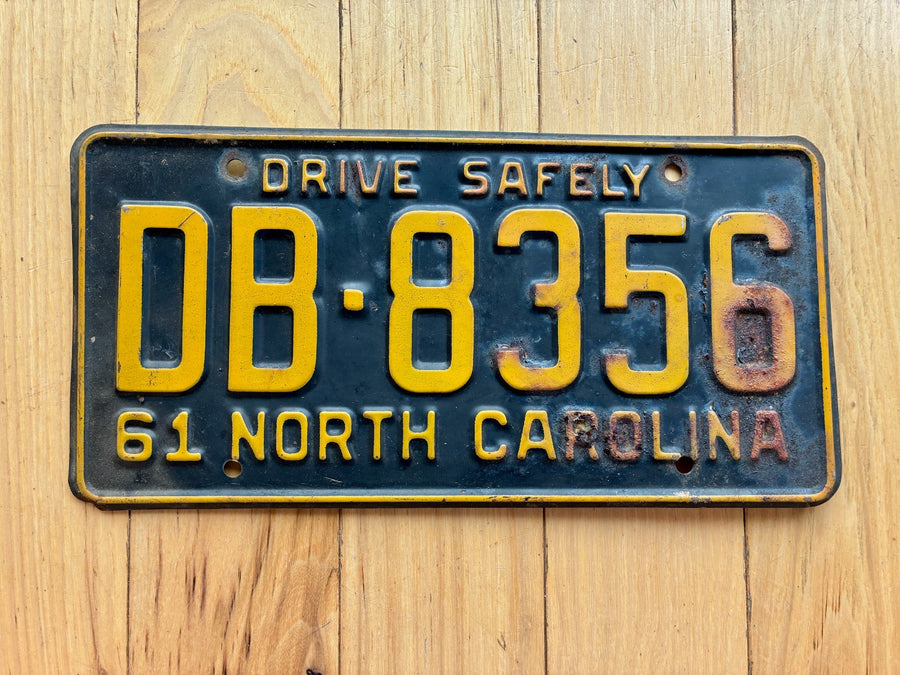 DRIVE SAFELY
DB·8356
61 NORTH CAROLINA